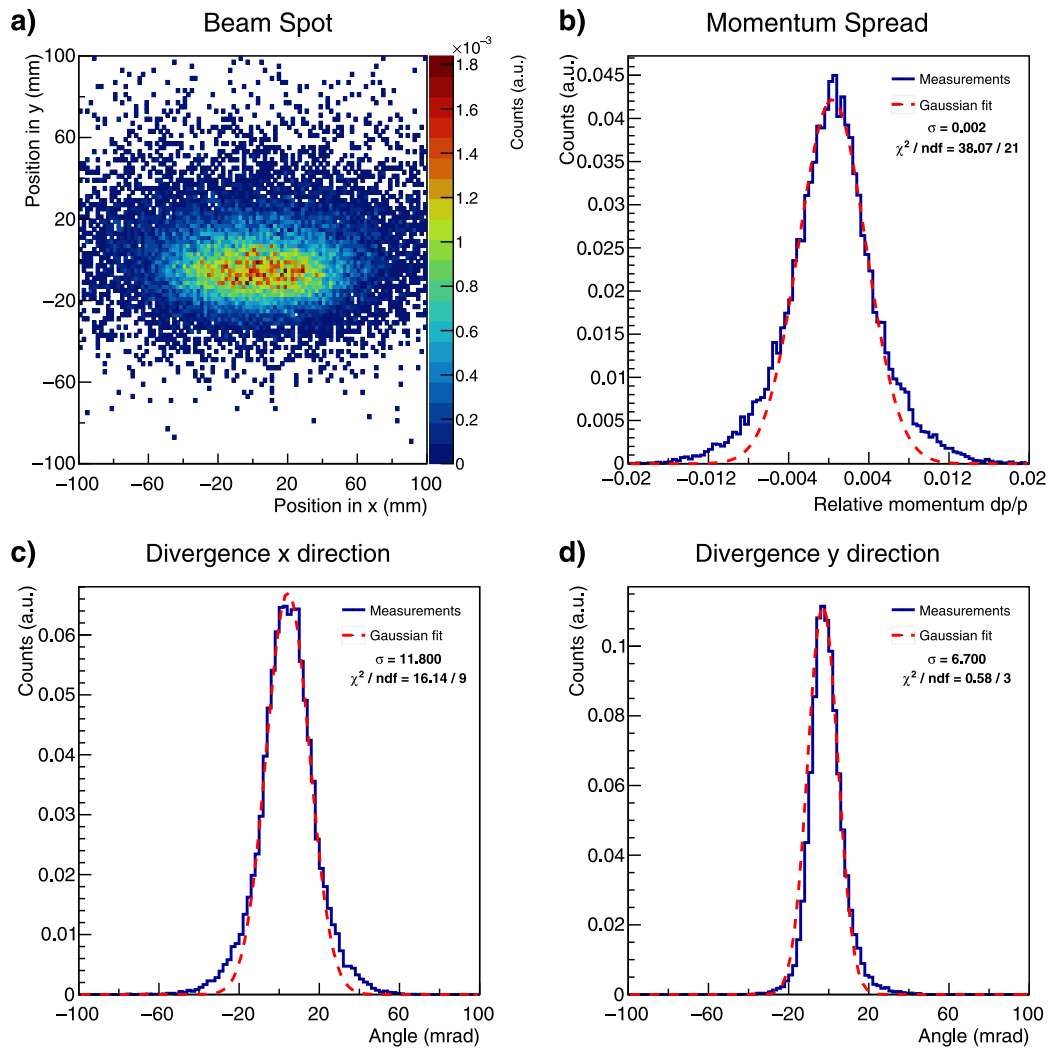 a) Beam Spot
×10⁻³
Position in y (mm)
100
60
20
−20
−60
−100
−100 −60 −20 20 60 100
Position in x (mm)
1.8
1.6
1.4
1.2
1
0.8
0.6
0.4
0.2
0
Counts (a.u.)
b) Momentum Spread
Counts (a.u.)
0.045
0.04
0.035
0.03
0.025
0.02
0.015
0.01
0.005
0
Measurements
Gaussian fit
σ = 0.002
χ² / ndf = 38.07 / 21
−0.02 −0.012 −0.004 0.004 0.012 0.02
Relative momentum dp/p
c) Divergence x direction
Counts (a.u.)
0.06
0.05
0.04
0.03
0.02
0.01
0
Measurements
Gaussian fit
σ = 11.800
χ² / ndf = 16.14 / 9
−100 −60 −20 20 60 100
Angle (mrad)
d) Divergence y direction
Counts (a.u.)
0.1
0.08
0.06
0.04
0.02
0
Measurements
Gaussian fit
σ = 6.700
χ² / ndf = 0.58 / 3
−100 −60 −20 20 60 100
Angle (mrad)